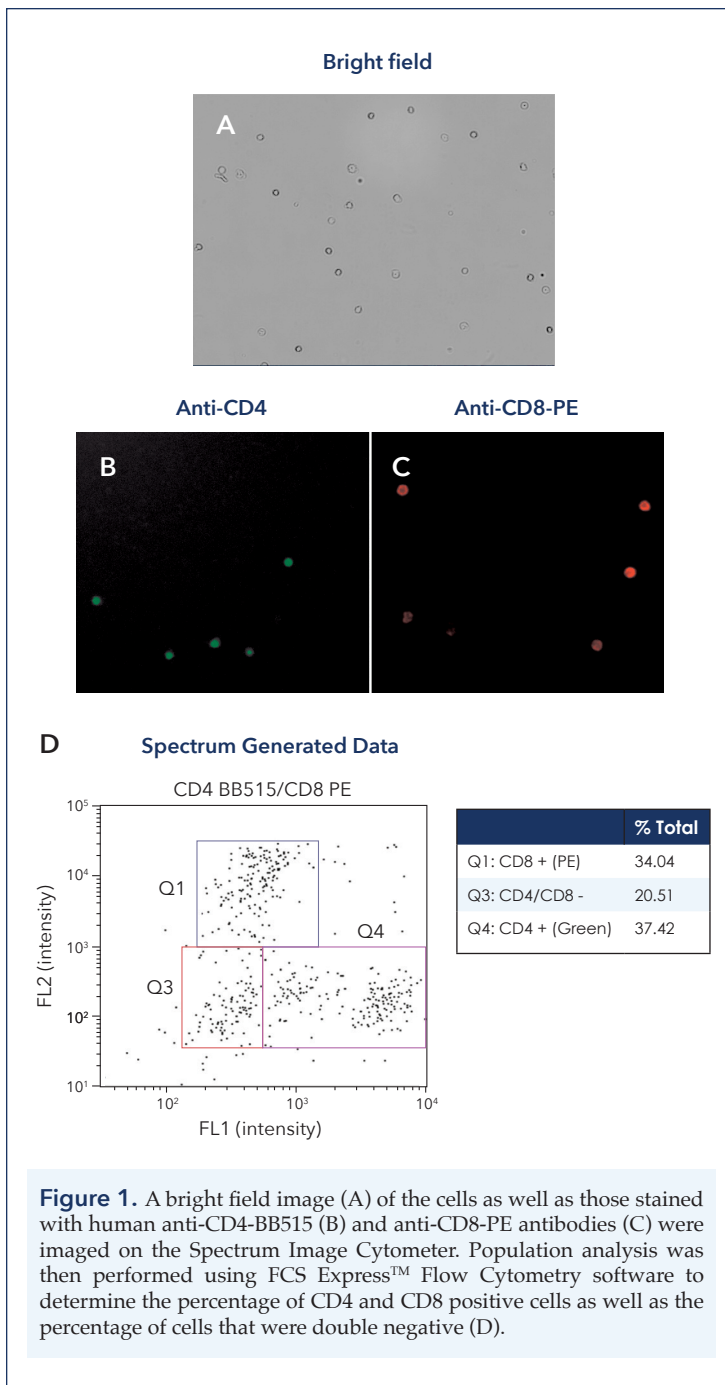 Bright field
A
Anti-CD4
Anti-CD8-PE
B
C
D
Spectrum Generated Data
CD4 BB515/CD8 PE
10⁵
10⁴
10³
10²
10¹
FL2 (intensity)
Q1
Q4
Q3
10²
10³
10⁴
FL1 (intensity)
% Total
Q1: CD8 + (PE) 34.04
Q3: CD4/CD8 - 20.51
Q4: CD4 + (Green) 37.42
Figure 1. A bright field image (A) of the cells as well as those stained
with human anti-CD4-BB515 (B) and anti-CD8-PE antibodies (C) were
imaged on the Spectrum Image Cytometer. Population analysis was
then performed using FCS Express™ Flow Cytometry software to
determine the percentage of CD4 and CD8 positive cells as well as the
percentage of cells that were double negative (D).